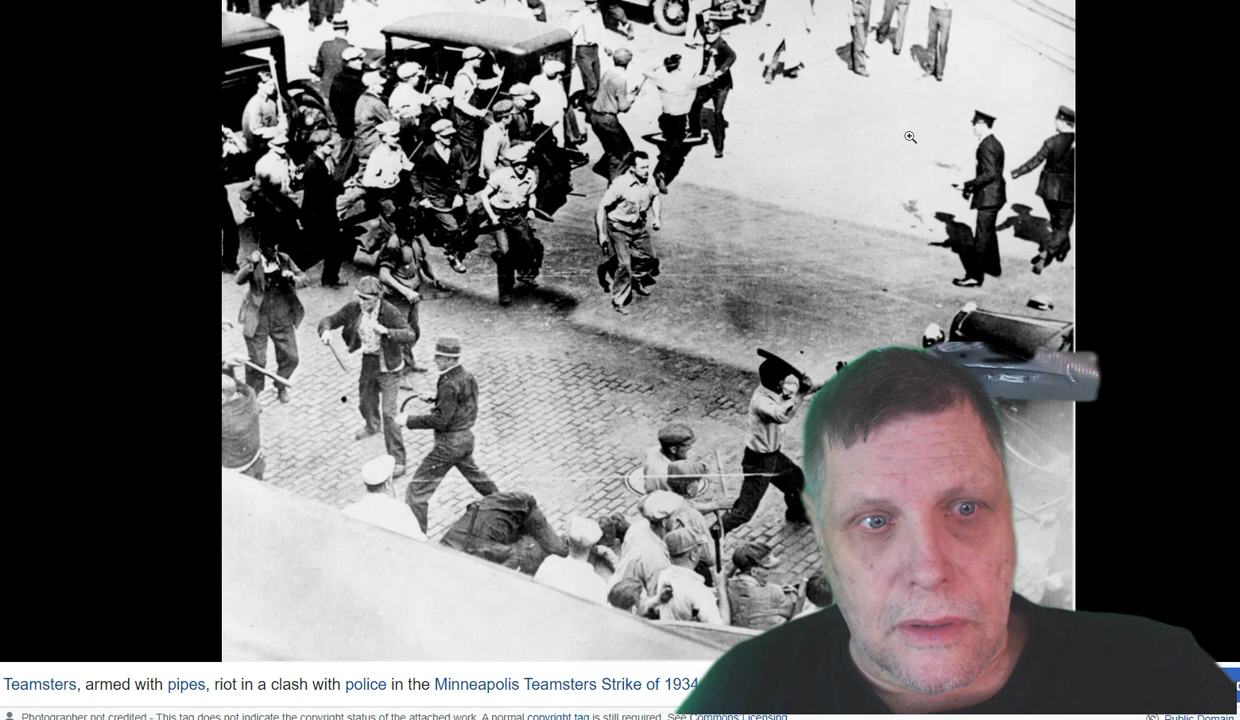 Teamsters, armed with pipes, riot in a clash with police in the Minneapolis Teamsters Strike of 1934
Photographer not credited - This tag does not indicate the copyright status of the attached work. A normal copyright tag is still required. See Commons:Licensing
Public Domain